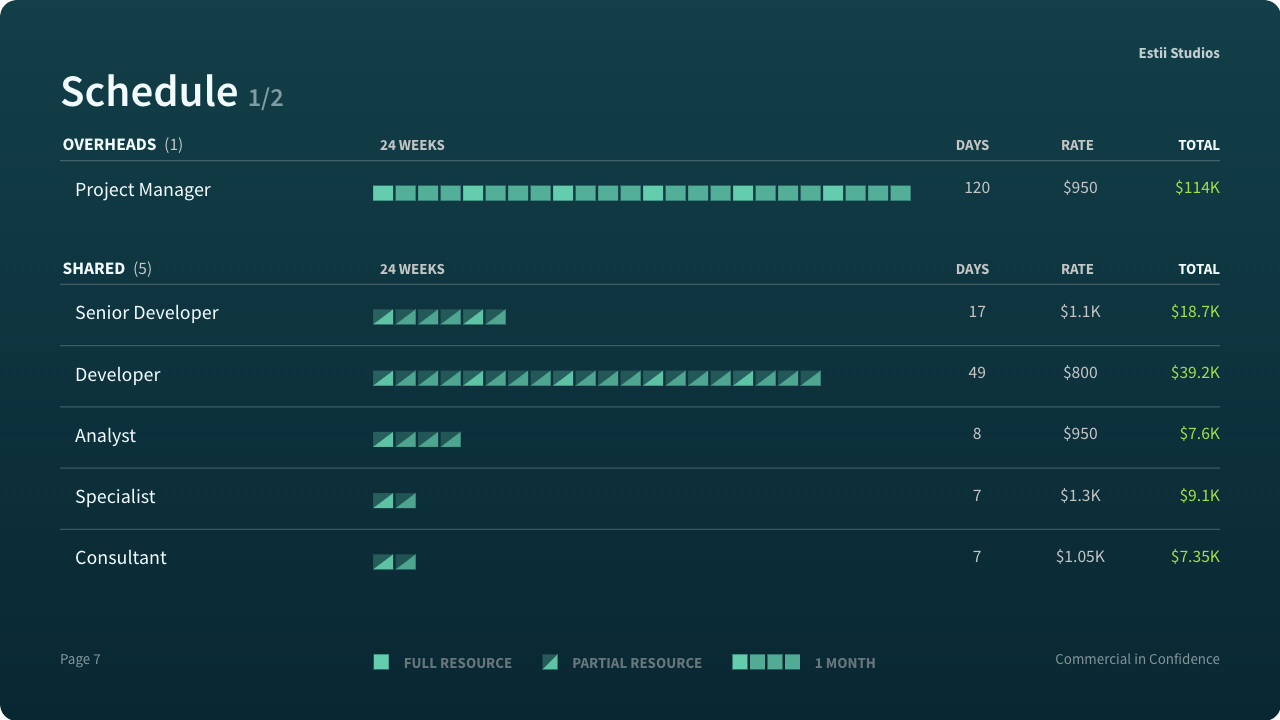 Estii Studios
Schedule 1/2
OVERHEADS (1) 24 WEEKS DAYS RATE TOTAL
Project Manager 120 $950 $114K
SHARED (5) 24 WEEKS DAYS RATE TOTAL
Senior Developer 17 $1.1K $18.7K
Developer 49 $800 $39.2K
Analyst 8 $950 $7.6K
Specialist 7 $1.3K $9.1K
Consultant 7 $1.05K $7.35K
Page 7 FULL RESOURCE PARTIAL RESOURCE 1 MONTH Commercial in Confidence